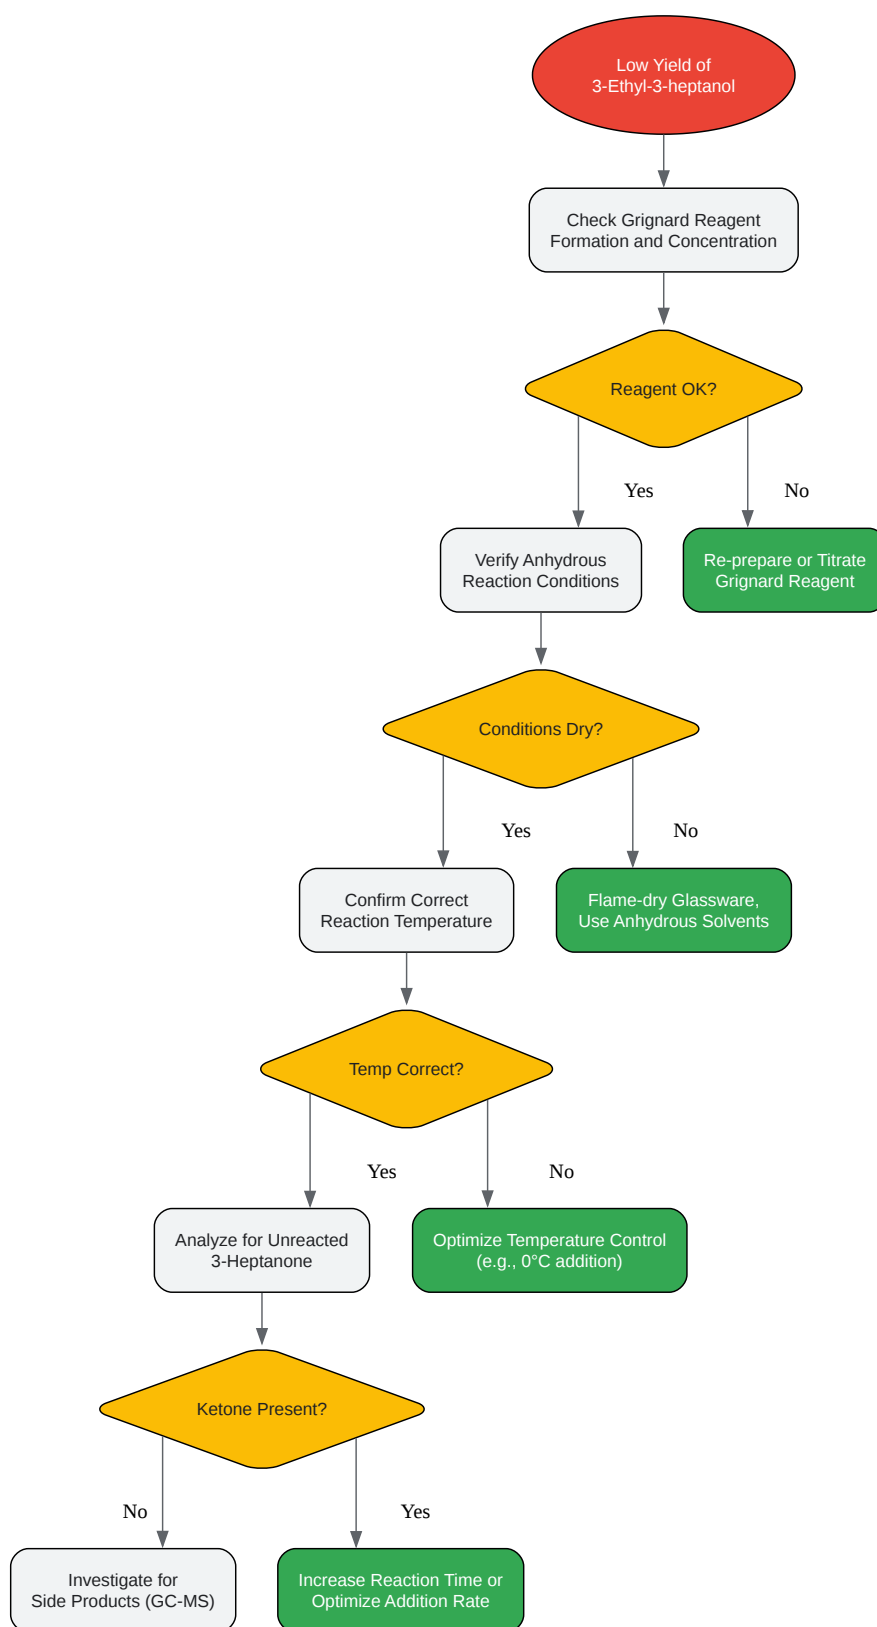 Low Yield of
3-Ethyl-3-heptanol
Check Grignard Reagent
Formation and Concentration
Reagent OK?
Yes
No
Verify Anhydrous
Reaction Conditions
Re-prepare or Titrate
Grignard Reagent
Conditions Dry?
Yes
No
Confirm Correct
Reaction Temperature
Flame-dry Glassware,
Use Anhydrous Solvents
Temp Correct?
Yes
No
Analyze for Unreacted
3-Heptanone
Optimize Temperature Control
(e.g., 0°C addition)
Ketone Present?
No
Yes
Investigate for
Side Products (GC-MS)
Increase Reaction Time or
Optimize Addition Rate